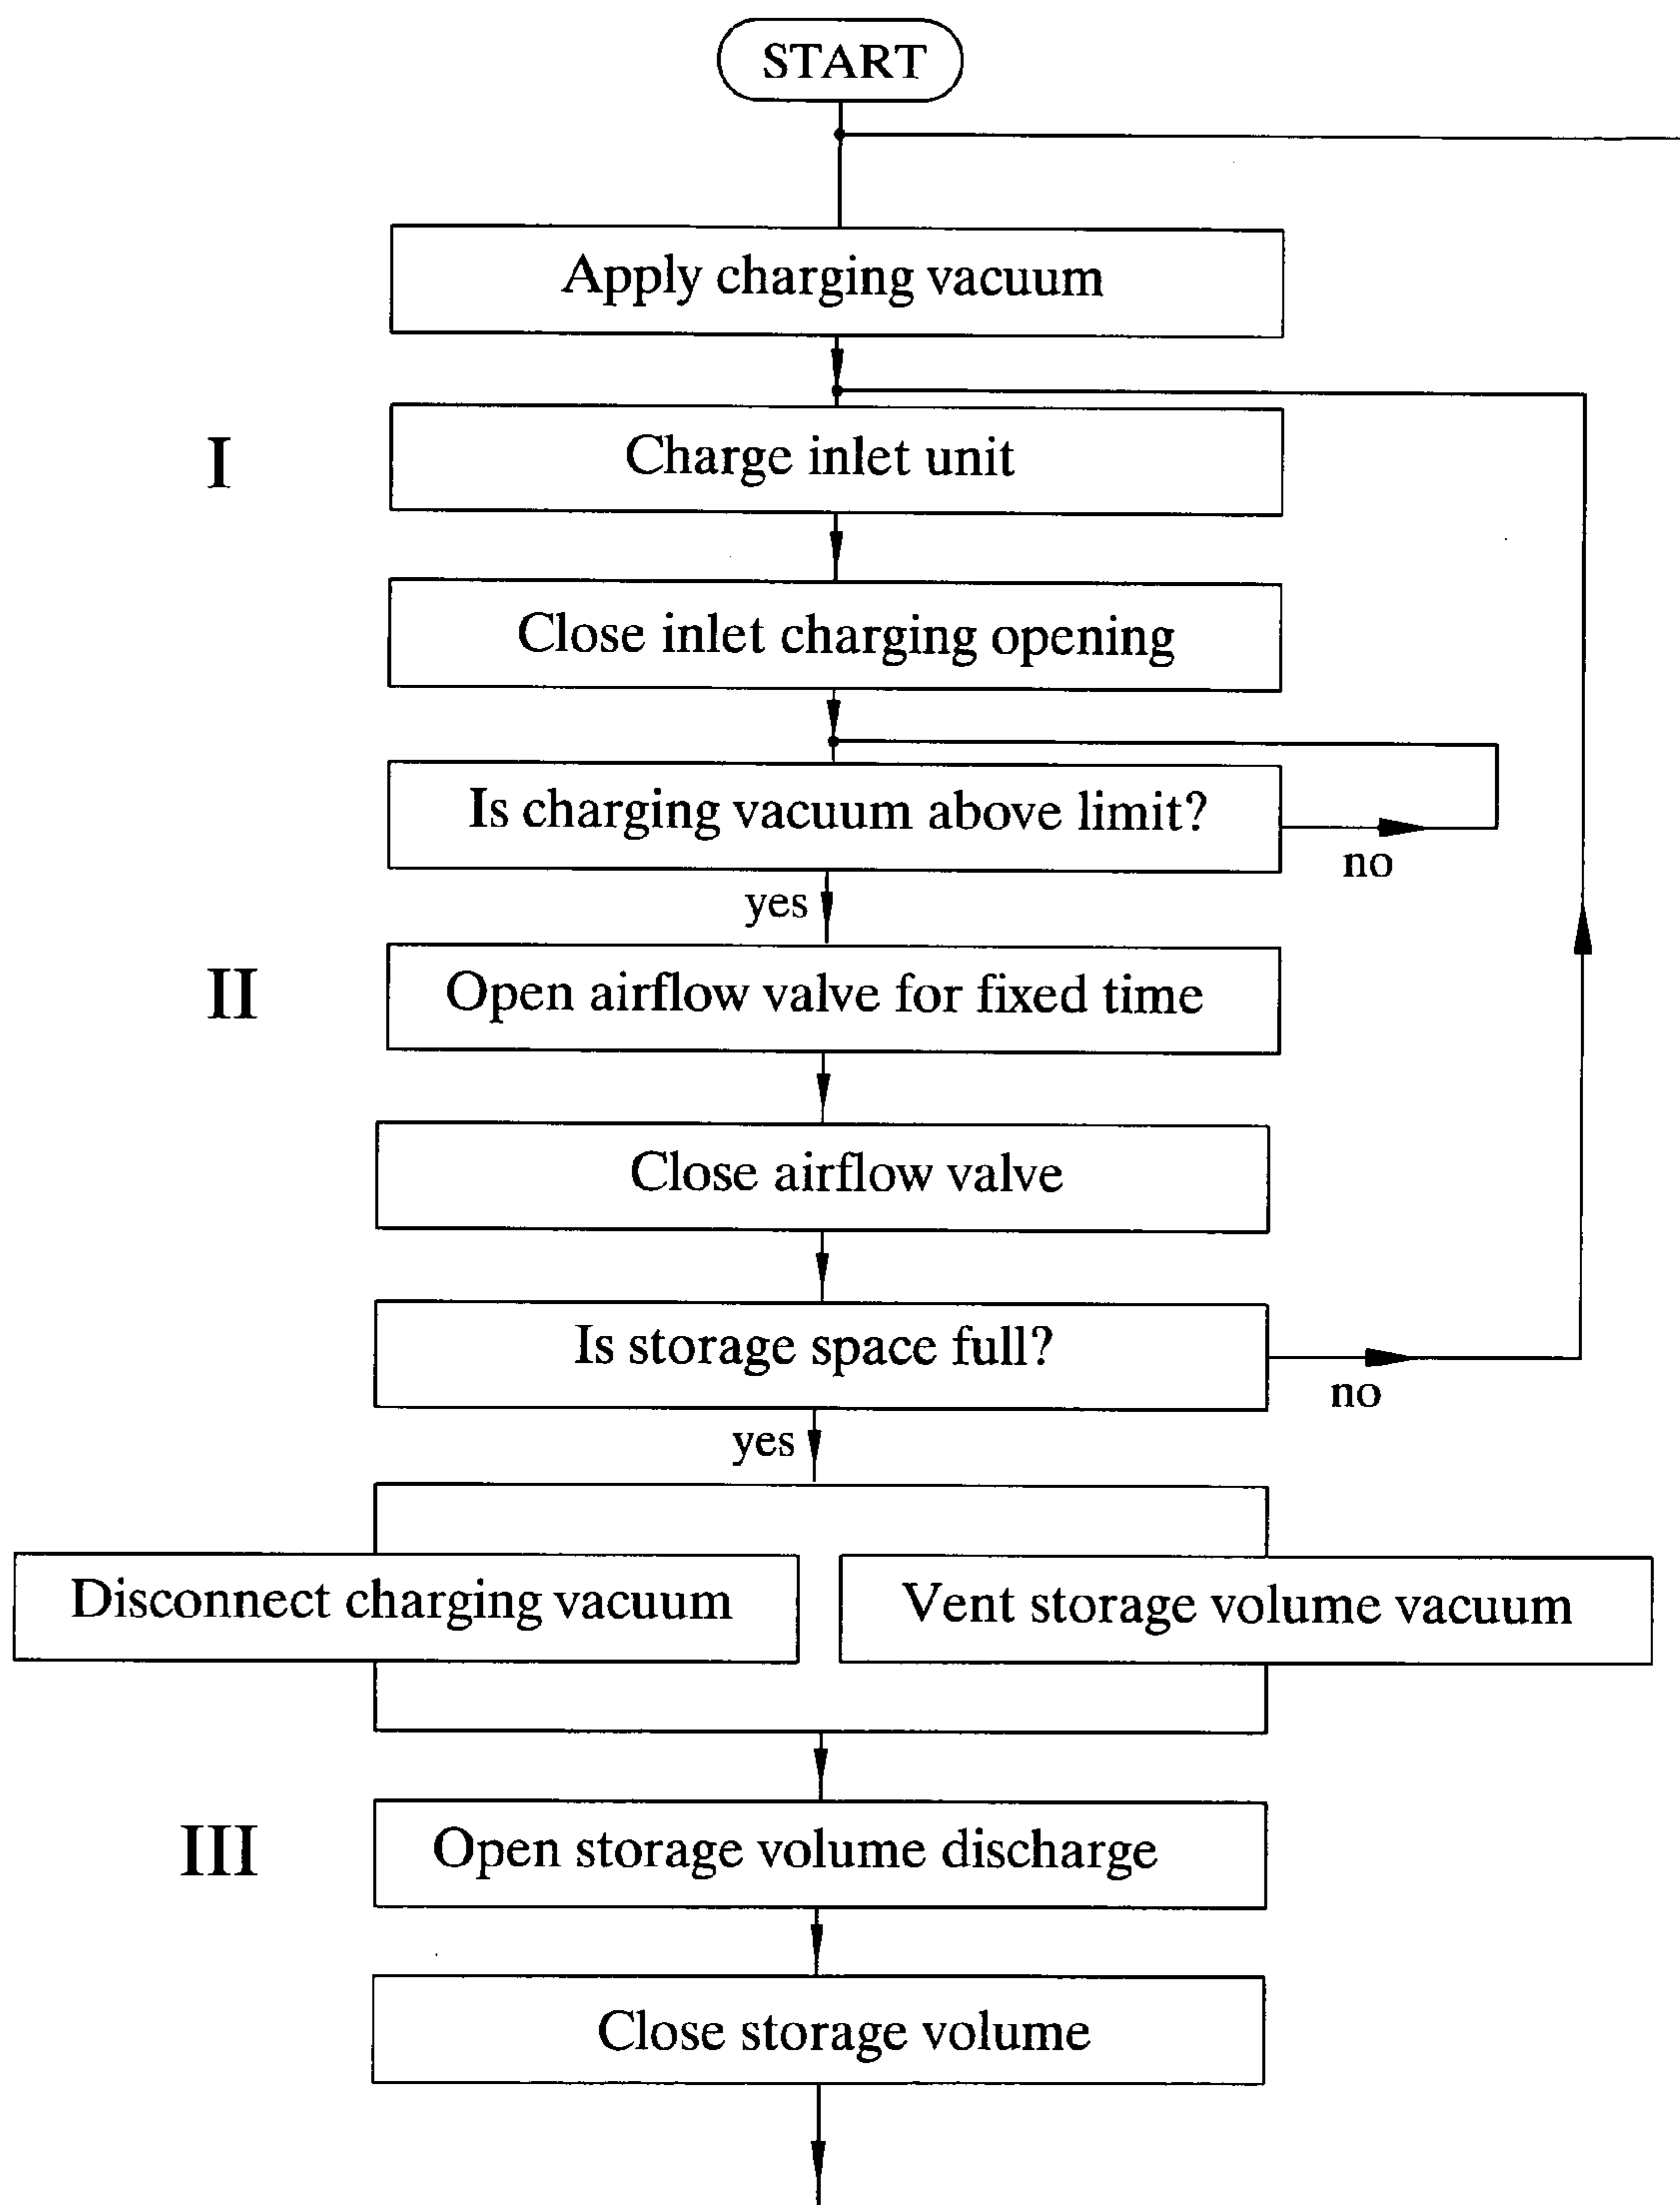 START
Apply charging vacuum
I
Charge inlet unit
Close inlet charging opening
Is charging vacuum above limit?
no
yes
II
Open airflow valve for fixed time
Close airflow valve
Is storage space full?
no
yes
Disconnect charging vacuum
Vent storage volume vacuum
III
Open storage volume discharge
Close storage volume